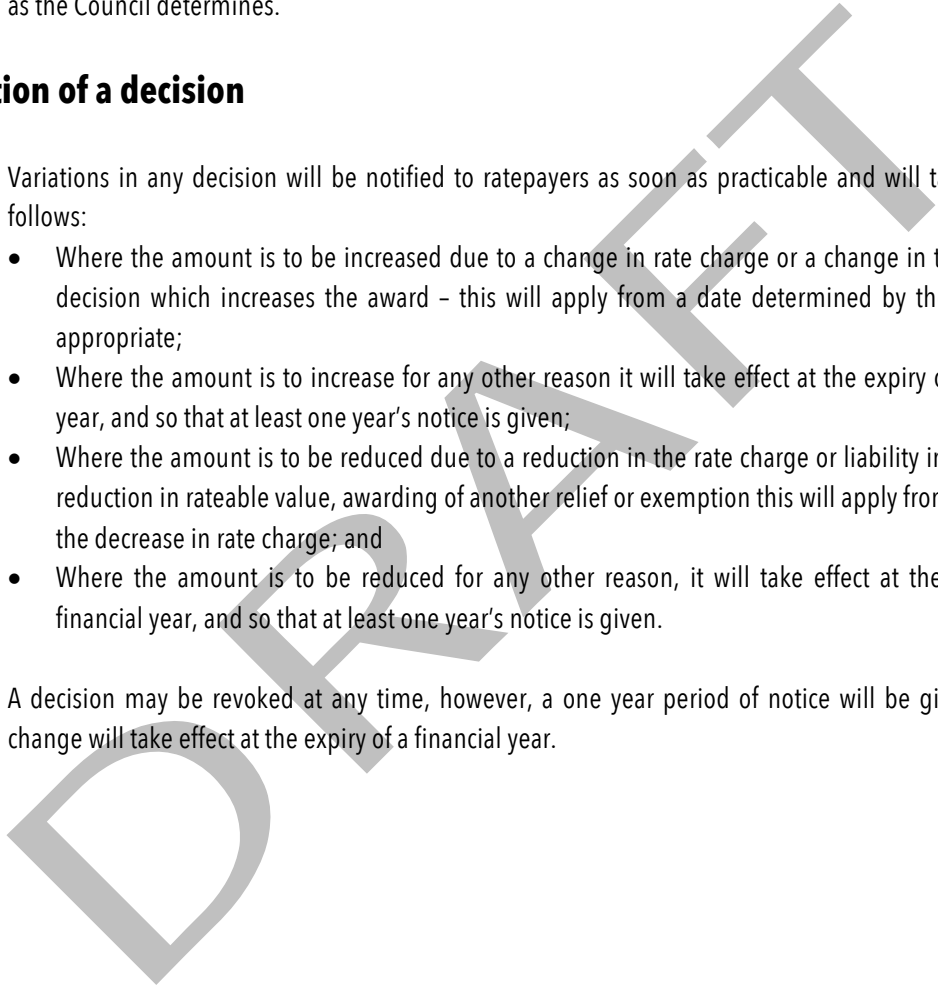 as the Council determines.
of a decision
Variations in any decision will be notified to ratepayers as soon as practicable and will
follows:
• Where the amount is to be increased due to a change in rate charge or a change in
decision which increases the award – this will apply from a date determined by
appropriate;
• Where the amount is to increase for any other reason it will take effect at the expiry
year, and so that at least one year's notice is given;
• Where the amount is to be reduced due to a reduction in the rate charge or liability
reduction in rateable value, awarding of another relief or exemption this will apply
the decrease in rate charge; and
• Where the amount is to be reduced for any other reason, it will take effect at the
financial year, and so that at least one year's notice is given.
A decision may be revoked at any time, however, a one year period of notice will be
change will take effect at the expiry of a financial year.
DRAFT